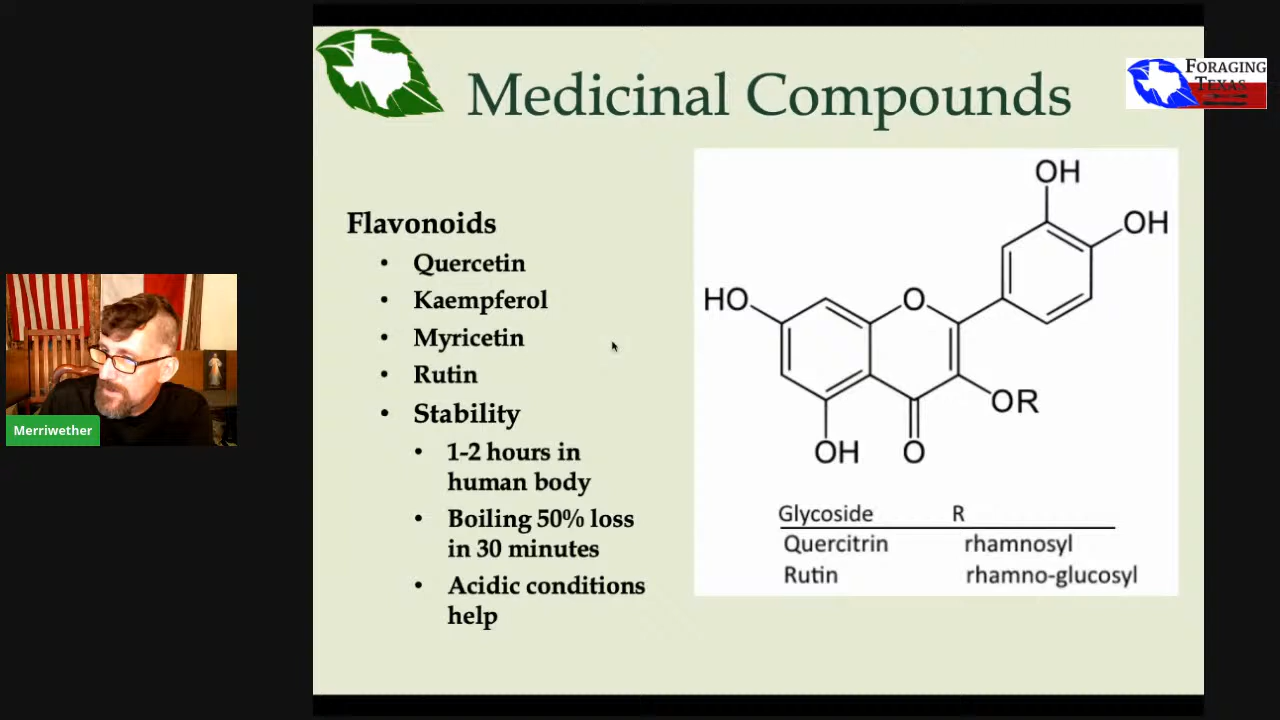 Medicinal Compounds
FORAGING
TEXAS
Flavonoids
• Quercetin
• Kaempferol
• Myricetin
• Rutin
• Stability
• 1-2 hours in
human body
• Boiling 50% loss
in 30 minutes
• Acidic conditions
help
OH
OH
HO
O
OR
OH
O
Glycoside R
Quercitrin rhamnosyl
Rutin rhamno-glucosyl
Merriwether